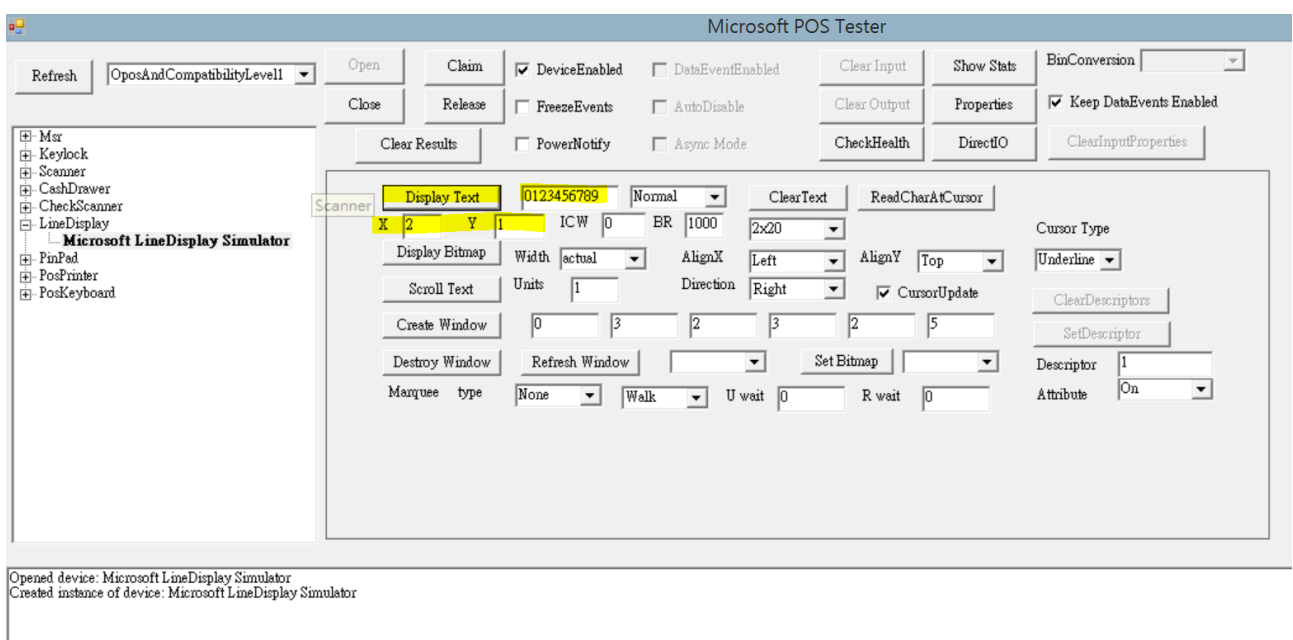 Microsoft POS Tester
Refresh OposAndCompatibilityLevel1 Open Claim DeviceEnabled DataEventEnabled Clear Input Show Stats BinConversion
Close Release FreezeEvents AutoDisable Clear Output Properties Keep DataEvents Enabled
Clear Results PowerNotify Async Mode CheckHealth DirectIO ClearInputProperties
Msr
Keylock
Scanner
CashDrawer
CheckScanner
LineDisplay
Microsoft LineDisplay Simulator
PinPad
PosPrinter
PosKeyboard
Scanner
Display Text 0123456789 Normal ClearText ReadCharAtCursor
X 2 Y 1 ICW 0 BR 1000 2x20 Cursor Type
Display Bitmap Width actual AlignX Left AlignY Top Underline
Scroll Text Units 1 Direction Right CursorUpdate ClearDescriptors
Create Window 0 3 2 3 2 5 SetDescriptor
Destroy Window Refresh Window Set Bitmap Descriptor 1
Marquee type None Walk U wait 0 R wait 0 Attribute On
Opened device: Microsoft LineDisplay Simulator
Created instance of device: Microsoft LineDisplay Simulator